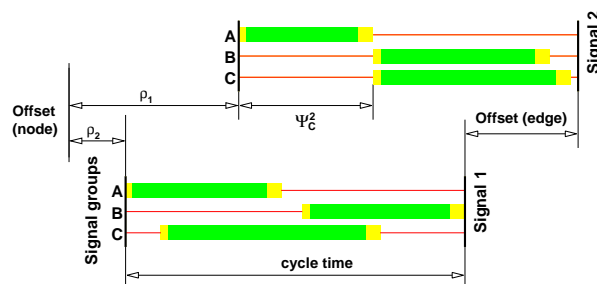 A
B
C
Signal 2
ρ1
Ψ2C
Offset
(node)
ρ2
Offset (edge)
Signal groups
A
B
C
Signal 1
cycle time